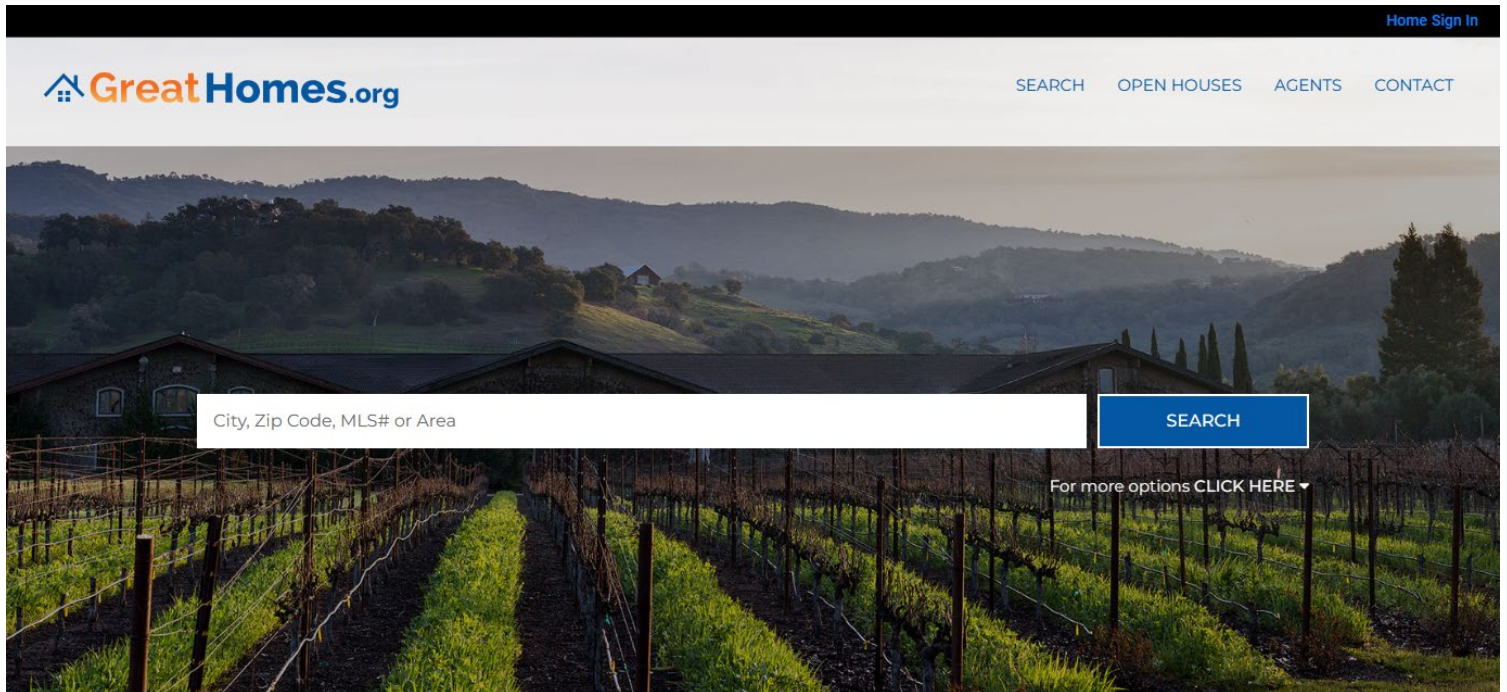 Home Sign In
GreatHomes.org
SEARCH OPEN HOUSES AGENTS CONTACT
City, Zip Code, MLS# or Area
SEARCH
For more options CLICK HERE